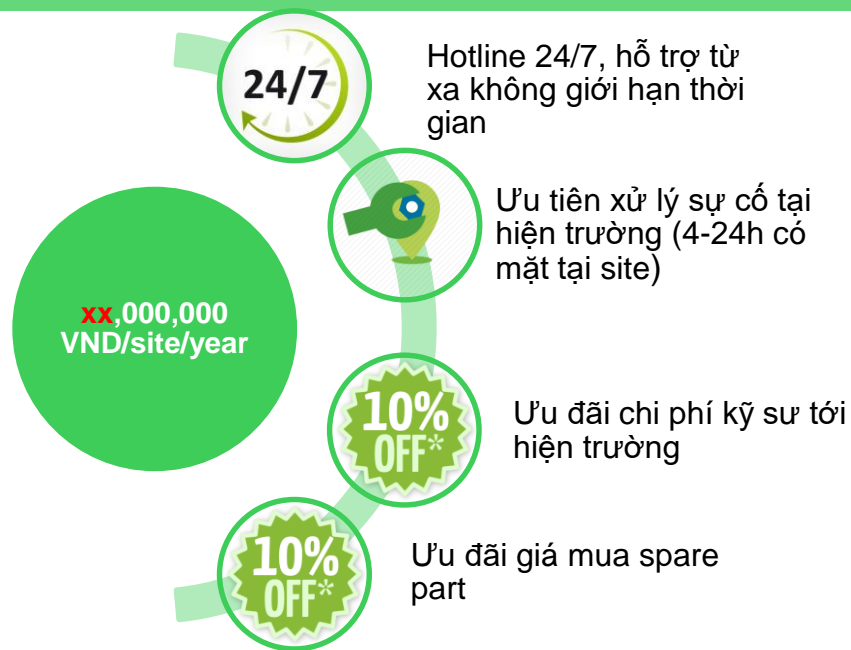 24/7
Hotline 24/7, hỗ trợ từ
xa không giới hạn thời
gian
Ưu tiên xử lý sự cố tại
hiện trường (4-24h có
mặt tại site)
xx,000,000
VND/site/year
10%
OFF*
Ưu đãi chi phí kỹ sư tới
hiện trường
10%
OFF*
Ưu đãi giá mua spare
part